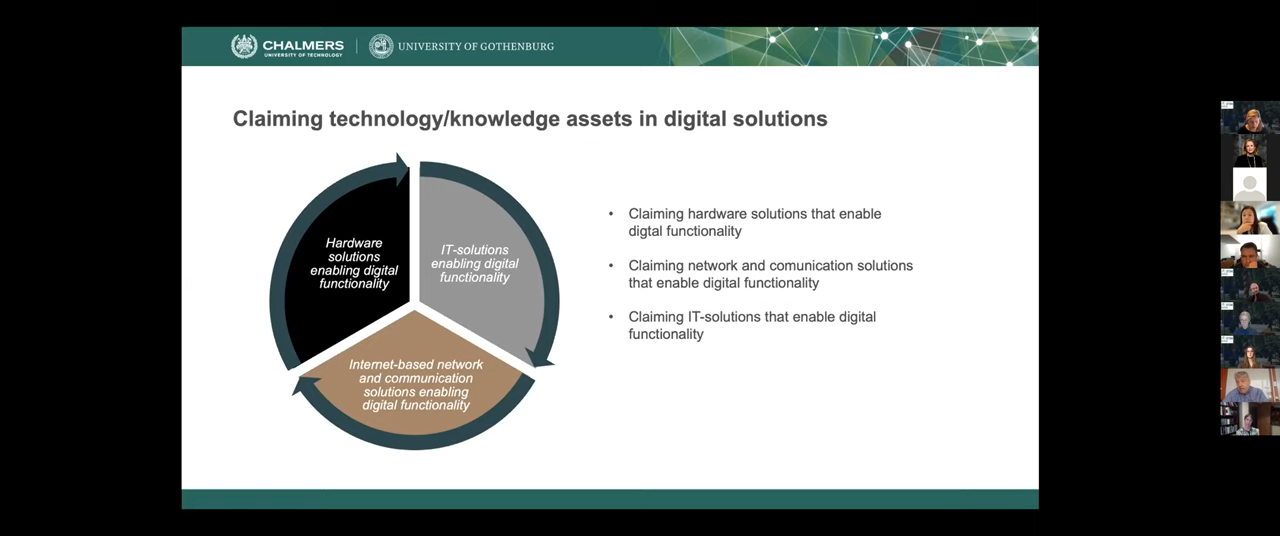 CHALMERS
UNIVERSITY OF TECHNOLOGY
UNIVERSITY OF GOTHENBURG
Claiming technology/knowledge assets in digital solutions
Hardware
solutions
enabling digital
functionality
IT-solutions
enabling digital
functionality
Internet-based network
and communication
solutions enabling
digital functionality
• Claiming hardware solutions that enable
digtal functionality
• Claiming network and comunication solutions
that enable digital functionality
• Claiming IT-solutions that enable digital
functionality